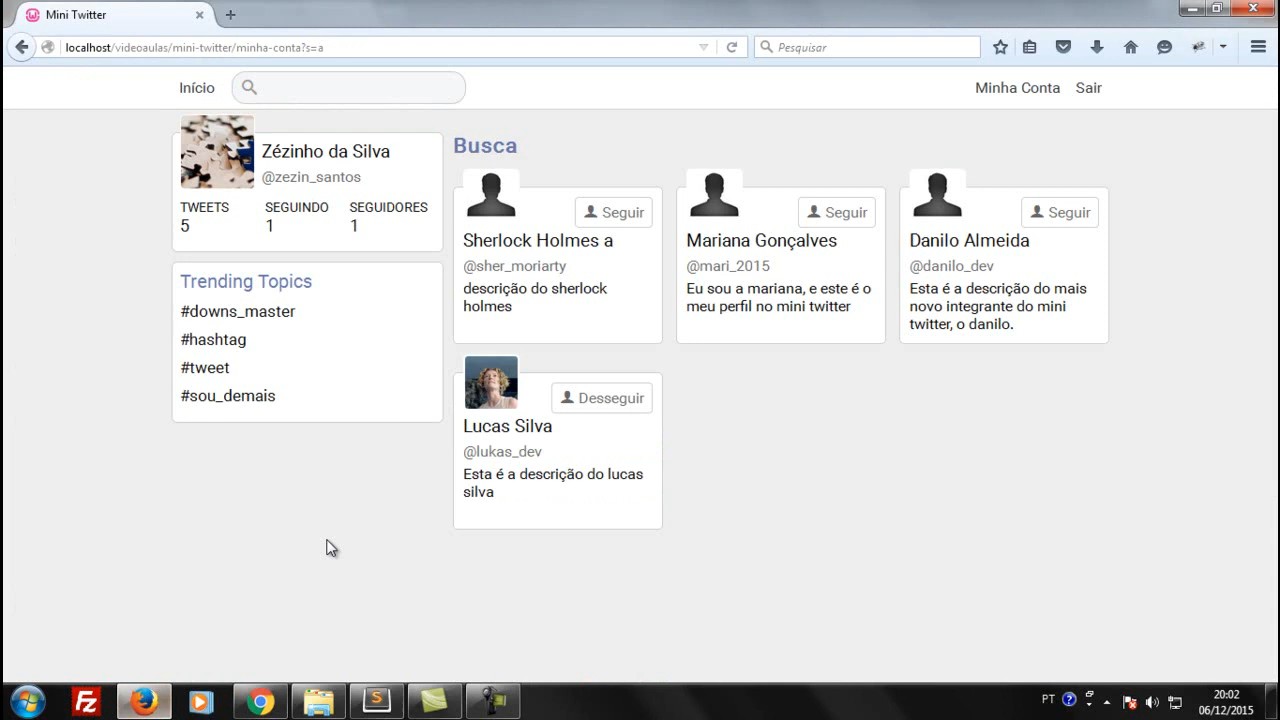 Mini Twitter
localhost/videoaulas/mini-twitter/minha-conta?s=a
Pesquisar
Início
Minha Conta Sair
Zézinho da Silva
@zezin_santos
TWEETS SEGUINDO SEGUIDORES
5 1 1
Trending Topics
#downs_master
#hashtag
#tweet
#sou_demais
Busca
Seguir
Sherlock Holmes a
@sher_moriarty
descrição do sherlock
holmes
Seguir
Mariana Gonçalves
@mari_2015
Eu sou a mariana, e este é o
meu perfil no mini twitter
Seguir
Danilo Almeida
@danilo_dev
Esta é a descrição do mais
novo integrante do mini
twitter, o danilo.
Desseguir
Lucas Silva
@lukas_dev
Esta é a descrição do lucas
silva
Fz
S
PT
20:02
06/12/2015